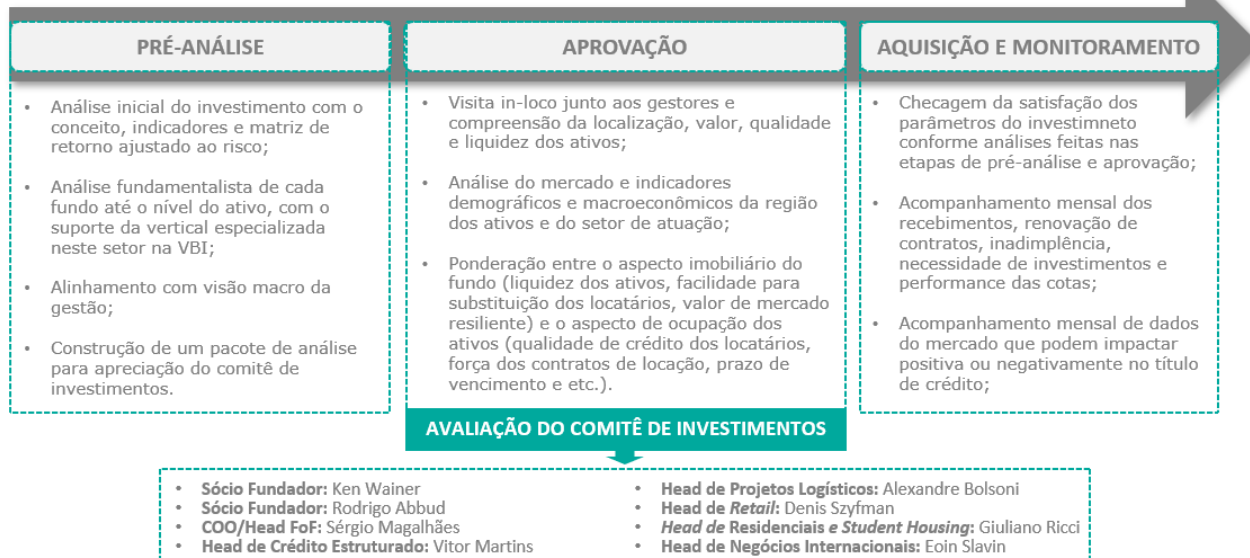 PRÉ-ANÁLISE
• Análise inicial do investimento com o
conceito, indicadores e matriz de
retorno ajustado ao risco;
• Análise fundamentalista de cada
fundo até o nível do ativo, com o
suporte da vertical especializada
neste setor na VBI;
• Alinhamento com visão macro da
gestão;
• Construção de um pacote de análise
para apreciação do comitê de
investimentos.
APROVAÇÃO
• Visita in-loco junto aos gestores e
compreensão da localização, valor, qualidade
e liquidez dos ativos;
• Análise do mercado e indicadores
demográficos e macroeconômicos da região
dos ativos e do setor de atuação;
• Ponderação entre o aspecto imobiliário do
fundo (liquidez dos ativos, facilidade para
substituição dos locatários, valor de mercado
resiliente) e o aspecto de ocupação dos
ativos (qualidade de crédito dos locatários,
força dos contratos de locação, prazo de
vencimento e etc.).
AQUISIÇÃO E MONITORAMENTO
• Checagem da satisfação dos
parâmetros do investimneto
conforme análises feitas nas
etapas de pré-análise e aprovação;
• Acompanhamento mensal dos
recebimentos, renovação de
contratos, inadimplência,
necessidade de investimentos e
performance das cotas;
• Acompanhamento mensal de dados
do mercado que podem impactar
positiva ou negativamente no título
de crédito;
AVALIAÇÃO DO COMITÊ DE INVESTIMENTOS
• Sócio Fundador: Ken Wainer
• Sócio Fundador: Rodrigo Abbud
• COO/Head FoF: Sérgio Magalhães
• Head de Crédito Estruturado: Vitor Martins
• Head de Projetos Logísticos: Alexandre Bolsoni
• Head de Retail: Denis Szyfman
• Head de Residenciais e Student Housing: Giuliano Ricci
• Head de Negócios Internacionais: Eoin Slavin